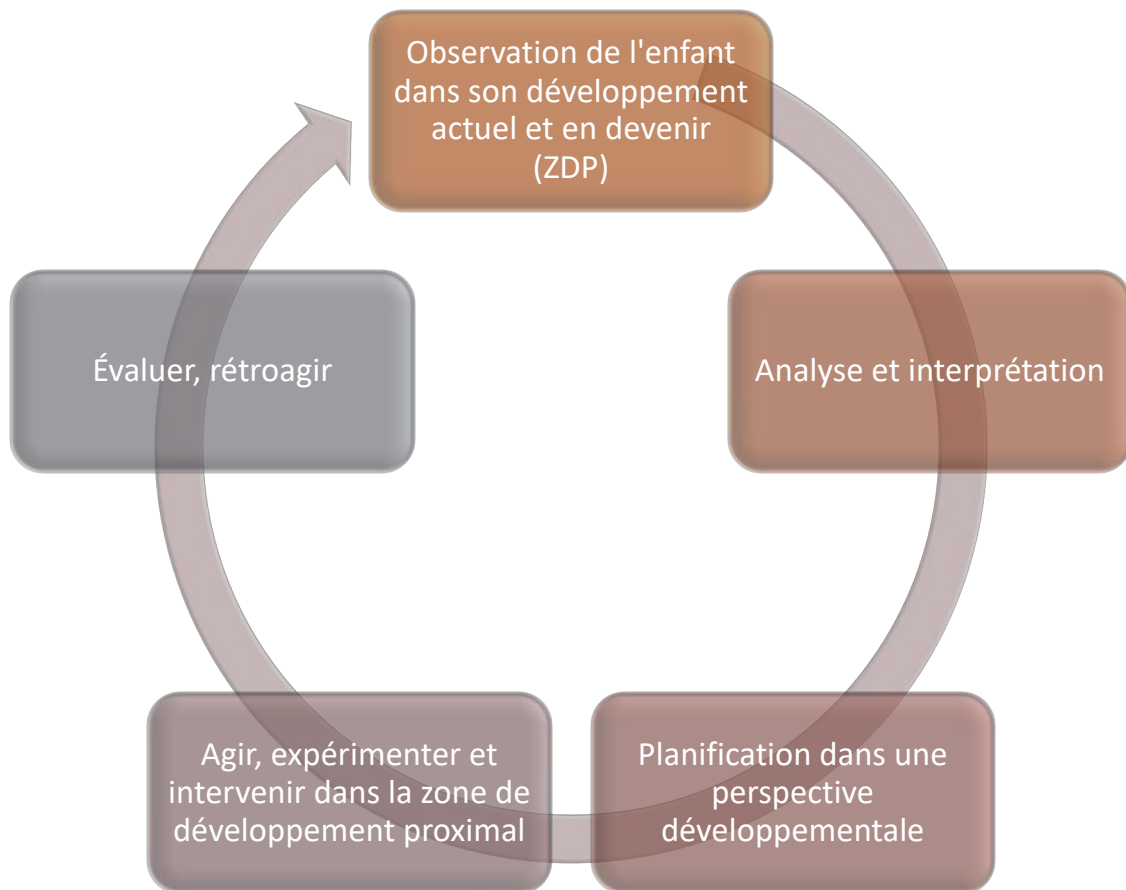 Observation de l'enfant
dans son développement
actuel et en devenir
(ZDP)
Analyse et interprétation
Planification dans une
perspective
développementale
Agir, expérimenter et
intervenir dans la zone de
développement proximal
Évaluer, rétroagir